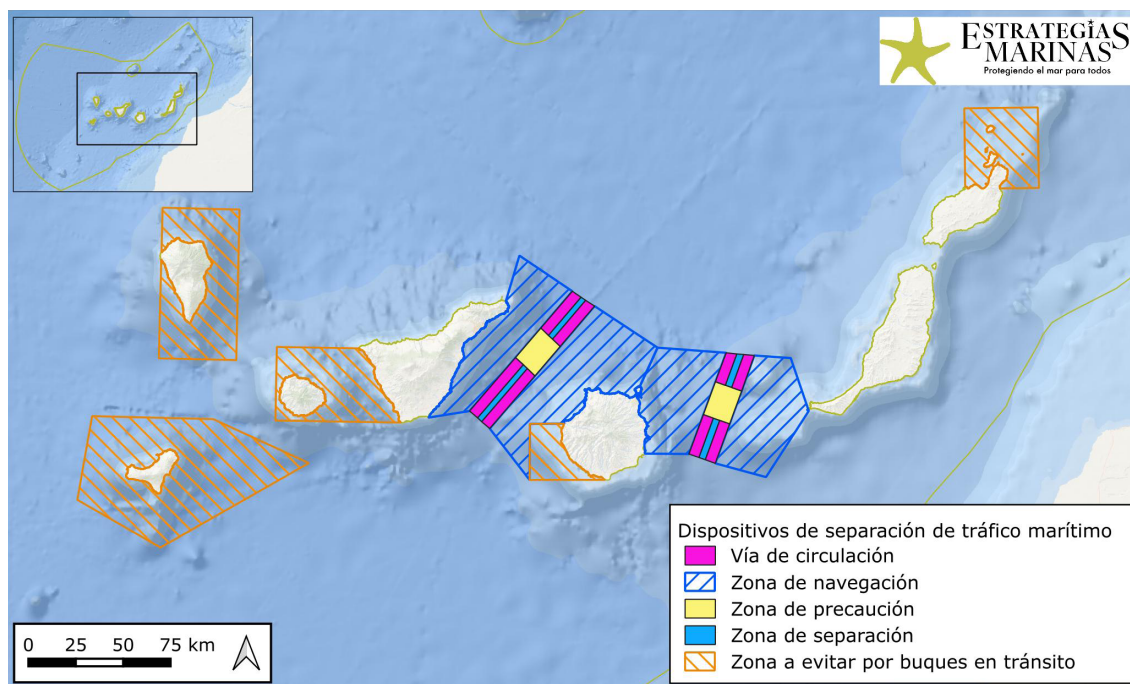 ESTRATEGIAS
MARINAS
Protegiendo el mar para todos
Dispositivos de separación de tráfico marítimo
Vía de circulación
Zona de navegación
Zona de precaución
Zona de separación
Zona a evitar por buques en tránsito
0 25 50 75 km